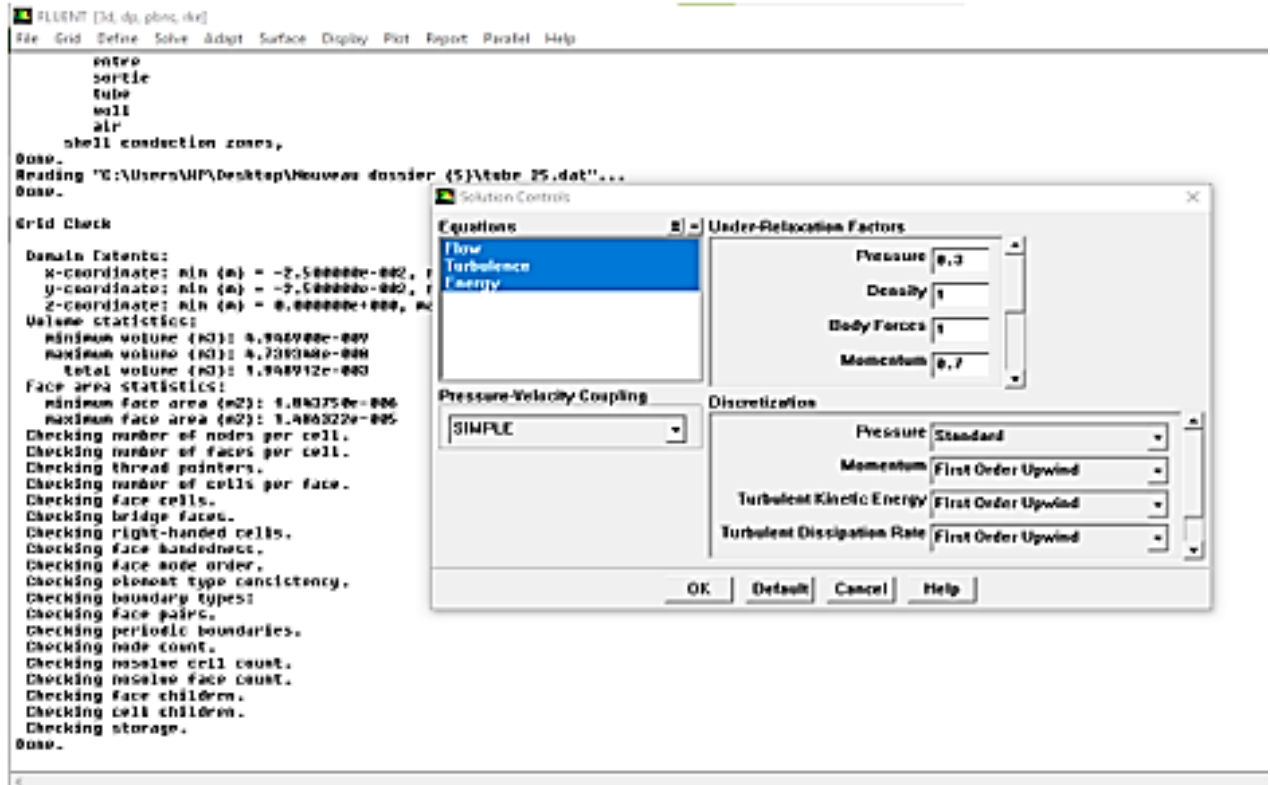 FLUENT [3d, dp, pbns, rke]
File Grid Define Solve Adapt Surface Display Plot Report Parallel Help
entre
sortie
tube
wall
air
shell conduction zones,
Done.
Reading "C:\Users\HP\Desktop\Nouveau dossier (5)\tube_25.dat"...
Done.
Grid Check
Domain Extents:
x-coordinate: min (m) = -2.500000e-002,
y-coordinate: min (m) = -2.500000e-002,
z-coordinate: min (m) = 0.000000e+000,
Volume statistics:
minimum volume (m3):
maximum volume (m3):
total volume (m3):
Face area statistics:
minimum face area (m2):
maximum face area (m2):
Checking number of nodes per cell.
Checking number of faces per cell.
Checking thread pointers.
Checking number of cells per face.
Checking face cells.
Checking bridge faces.
Checking right-handed cells.
Checking face handedness.
Checking face node order.
Checking element type consistency.
Checking boundary types:
Checking face pairs.
Checking periodic boundaries.
Checking node count.
Checking nosolve cell count.
Checking nosolve face count.
Checking face children.
Checking cell children.
Checking storage.
Done.
Solution Controls
Equations
Flow
Turbulence
Energy
Pressure-Velocity Coupling
SIMPLE
Under-Relaxation Factors
Pressure 0.3
Density 1
Body Forces 1
Momentum 0.7
Discretization
Pressure Standard
Momentum First Order Upwind
Turbulent Kinetic Energy First Order Upwind
Turbulent Dissipation Rate First Order Upwind
OK Default Cancel Help